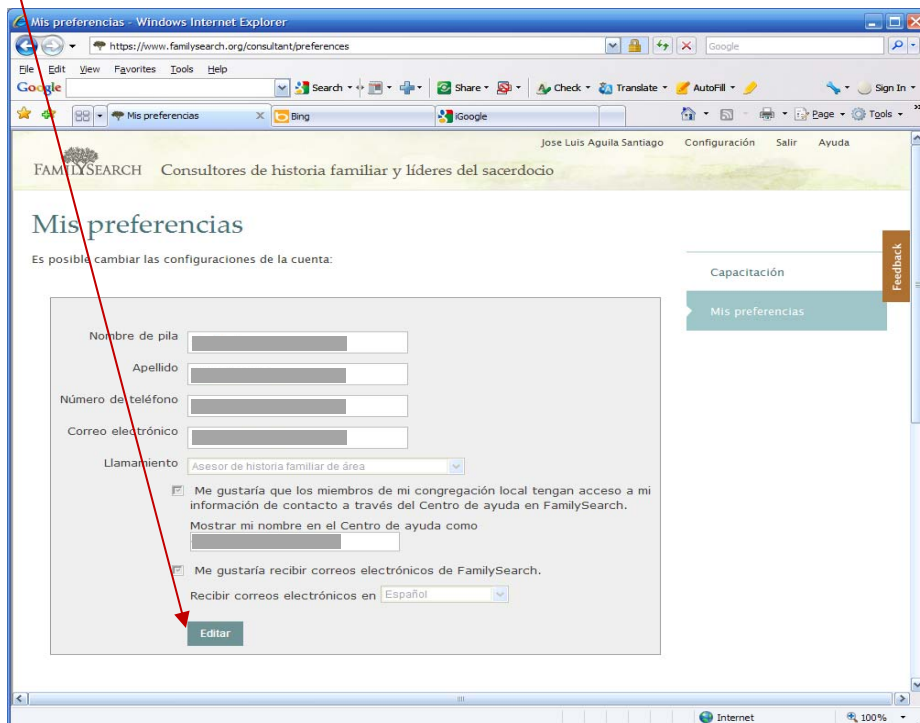 Mis preferencias - Windows Internet Explorer
https://www.familysearch.org/consultant/preferences
Google
File Edit View Favorites Tools Help
Google Search Share Check Translate AutoFill Sign In
Mis preferencias X Bing iGoogle Page Tools
Jose Luis Aguila Santiago Configuración Salir Ayuda
FAMILYSEARCH Consultores de historia familiar y líderes del sacerdocio
Mis preferencias
Es posible cambiar las configuraciones de la cuenta:
Feedback
Capacitación
Mis preferencias
Nombre de pila
Apellido
Número de teléfono
Correo electrónico
Llamamiento Asesor de historia familiar de área
Me gustaría que los miembros de mi congregación local tengan acceso a mi
información de contacto a través del Centro de ayuda en FamilySearch.
Mostrar mi nombre en el Centro de ayuda como
Me gustaría recibir correos electrónicos de FamilySearch.
Recibir correos electrónicos en Español
Editar
Internet 100%